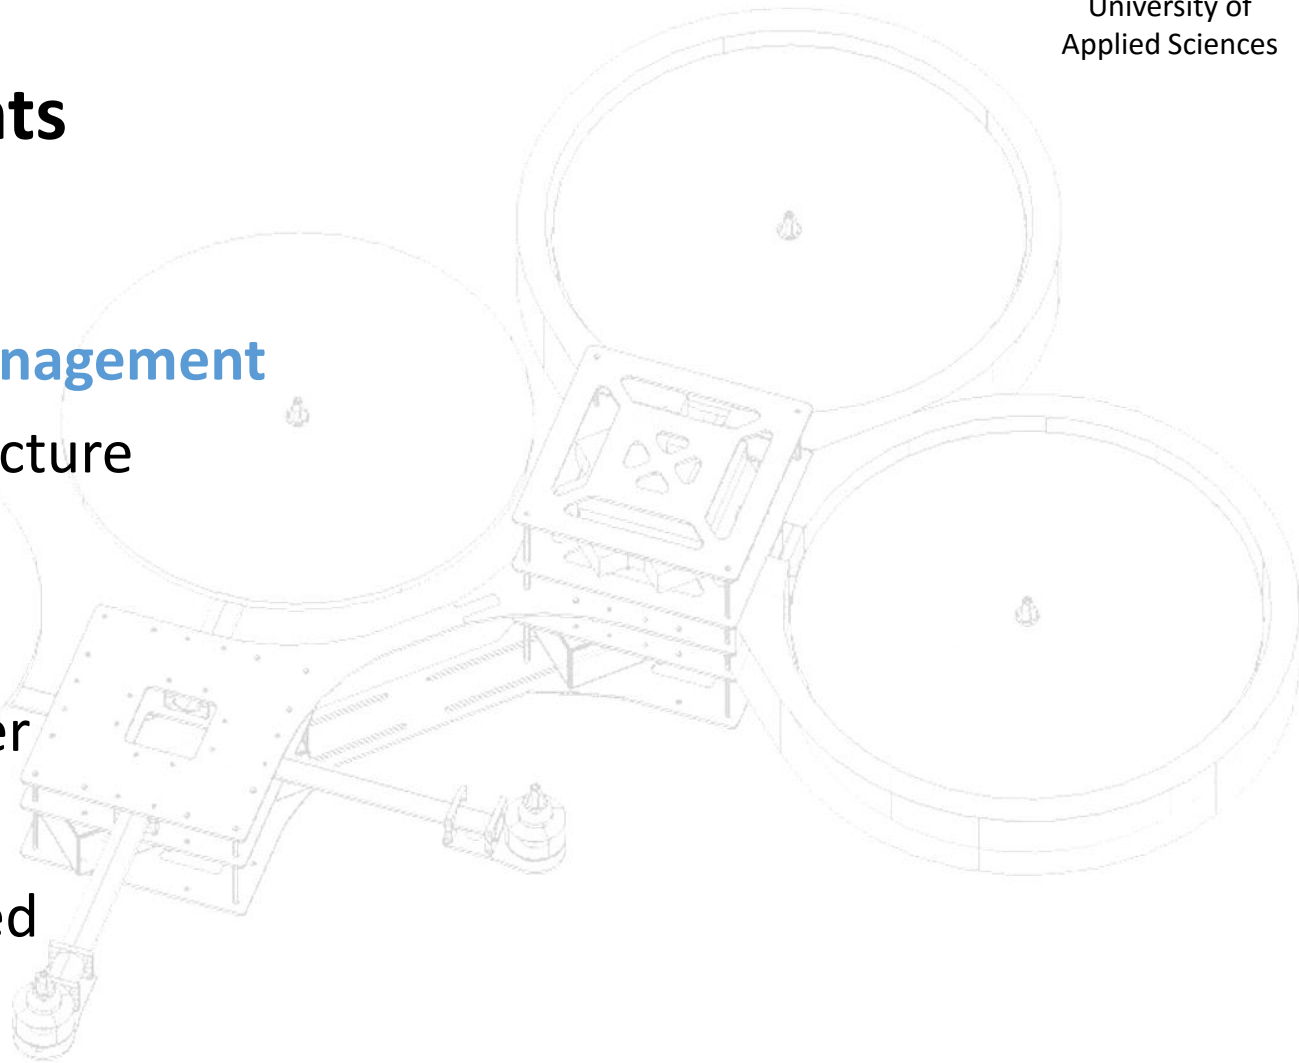 University of
Applied Sciences
nts
nagement
cture
er
ed